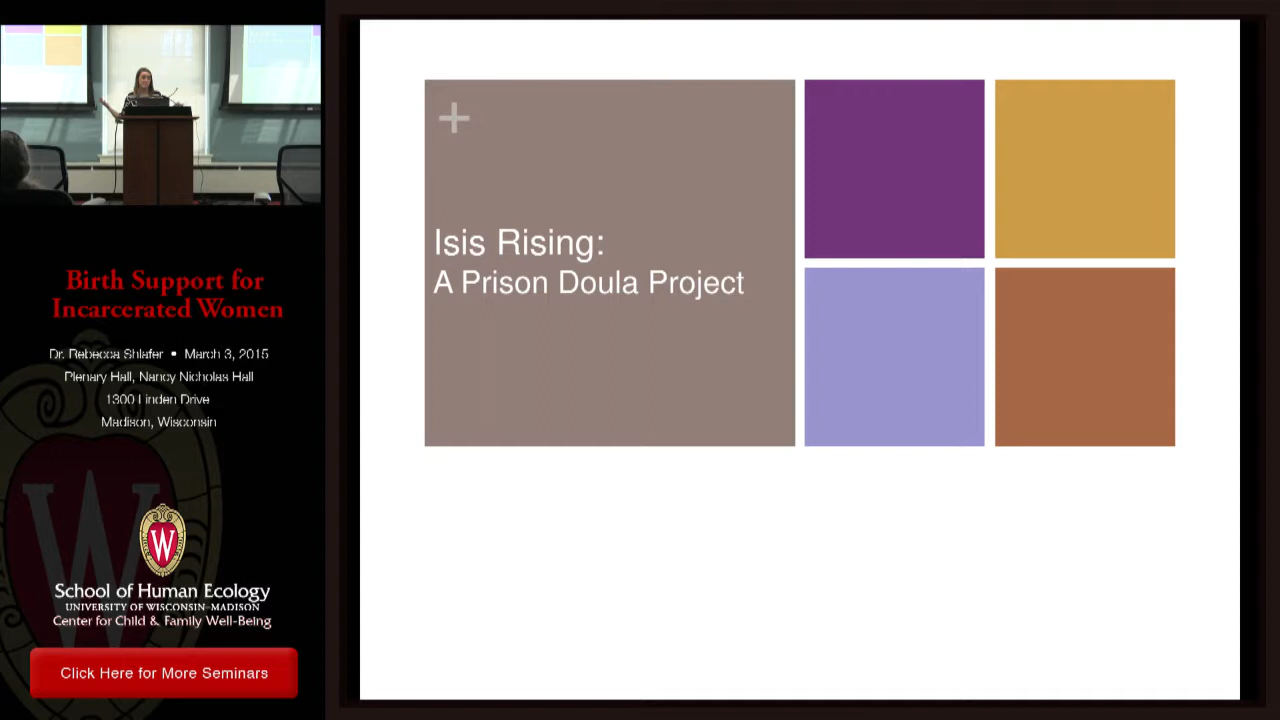 Birth Support for
Incarcerated Women
Dr. Rebecca Shlafer • March 3, 2015
Plenary Hall, Nancy Nicholas Hall
1300 Linden Drive
Madison, Wisconsin
W
School of Human Ecology
UNIVERSITY OF WISCONSIN-MADISON
Center for Child & Family Well-Being
Click Here for More Seminars
+
Isis Rising:
A Prison Doula Project